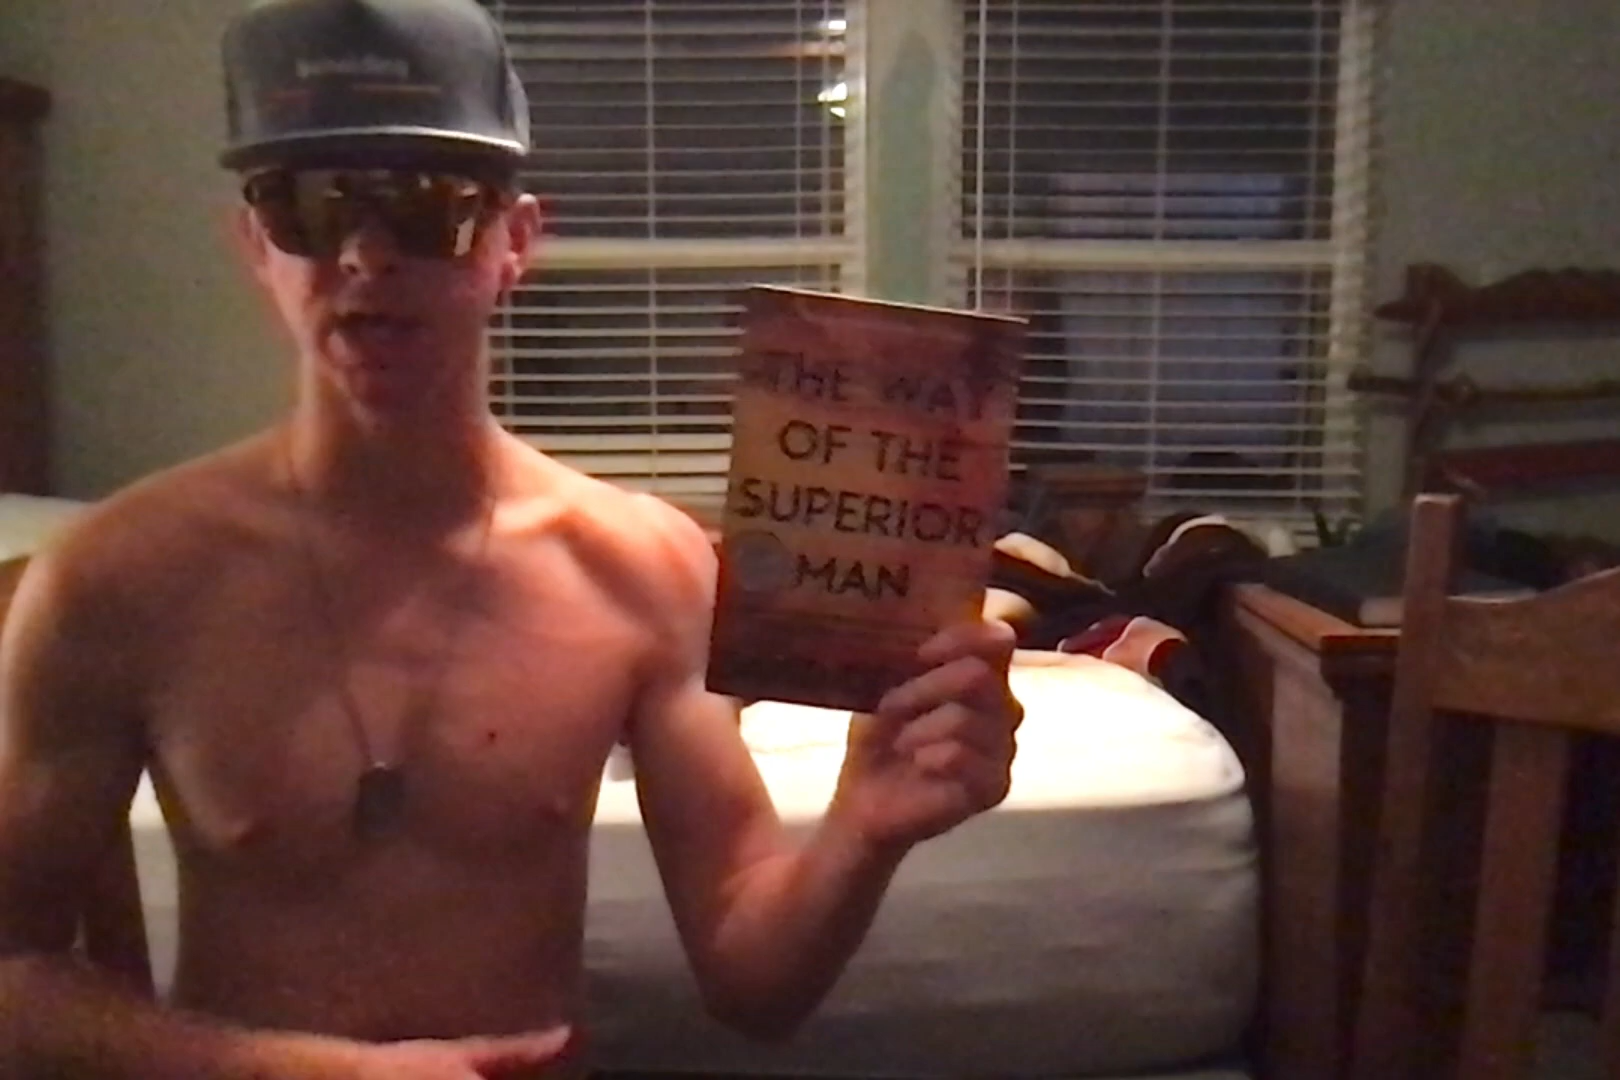 THE WAY
OF THE
SUPERIOR
MAN